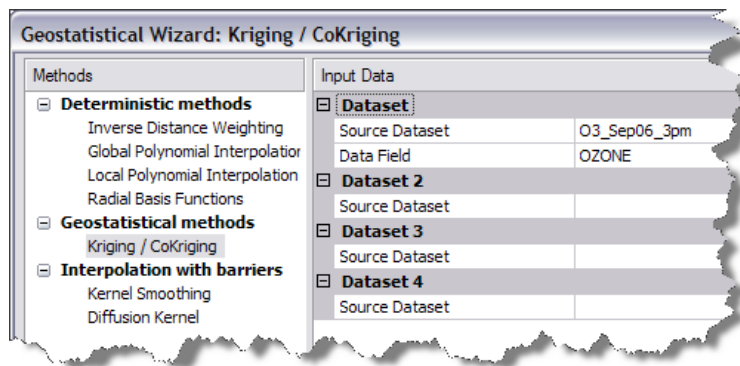 Geostatistical Wizard: Kriging / CoKriging
Methods
Deterministic methods
Inverse Distance Weighting
Global Polynomial Interpolation
Local Polynomial Interpolation
Radial Basis Functions
Geostatistical methods
Kriging / CoKriging
Interpolation with barriers
Kernel Smoothing
Diffusion Kernel
Input Data
Dataset
Source Dataset O3_Sep06_3pm
Data Field OZONE
Dataset 2
Source Dataset
Dataset 3
Source Dataset
Dataset 4
Source Dataset